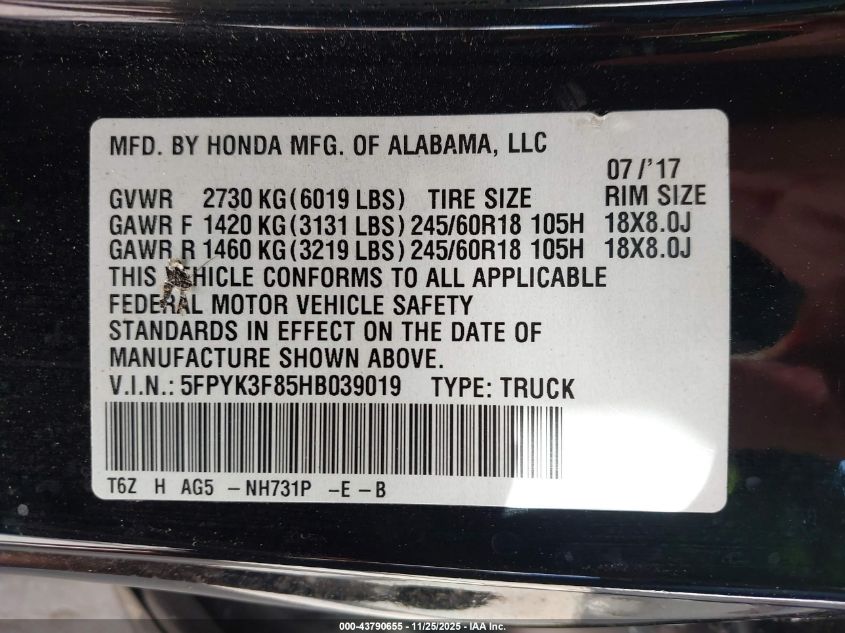 MFD. BY HONDA MFG. OF ALABAMA, LLC
07/'17
GVWR 2730 KG(6019 LBS) TIRE SIZE RIM SIZE
GAWR F 1420 KG(3131 LBS) 245/60R18 105H 18X8.0J
GAWR R 1460 KG(3219 LBS) 245/60R18 105H 18X8.0J
THIS VEHICLE CONFORMS TO ALL APPLICABLE
FEDERAL MOTOR VEHICLE SAFETY
STANDARDS IN EFFECT ON THE DATE OF
MANUFACTURE SHOWN ABOVE.
V.I.N.: 5FPYK3F85HB039019 TYPE: TRUCK
T6Z H AG5 -NH731P -E-B
000-43790655 - 11/25/2025 - IAA Inc.